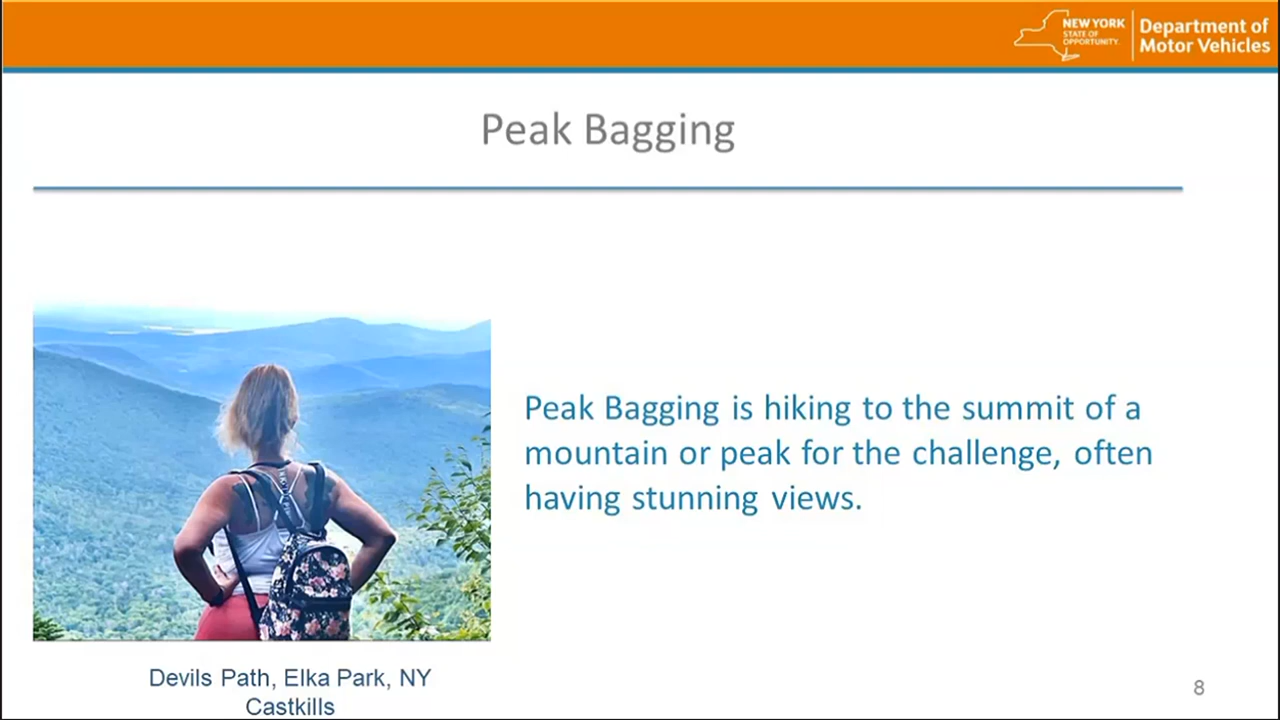 NEW YORK
STATE OF
OPPORTUNITY.
Department of
Motor Vehicles
Peak Bagging
Peak Bagging is hiking to the summit of a
mountain or peak for the challenge, often
having stunning views.
Devils Path, Elka Park, NY
Castkills
8